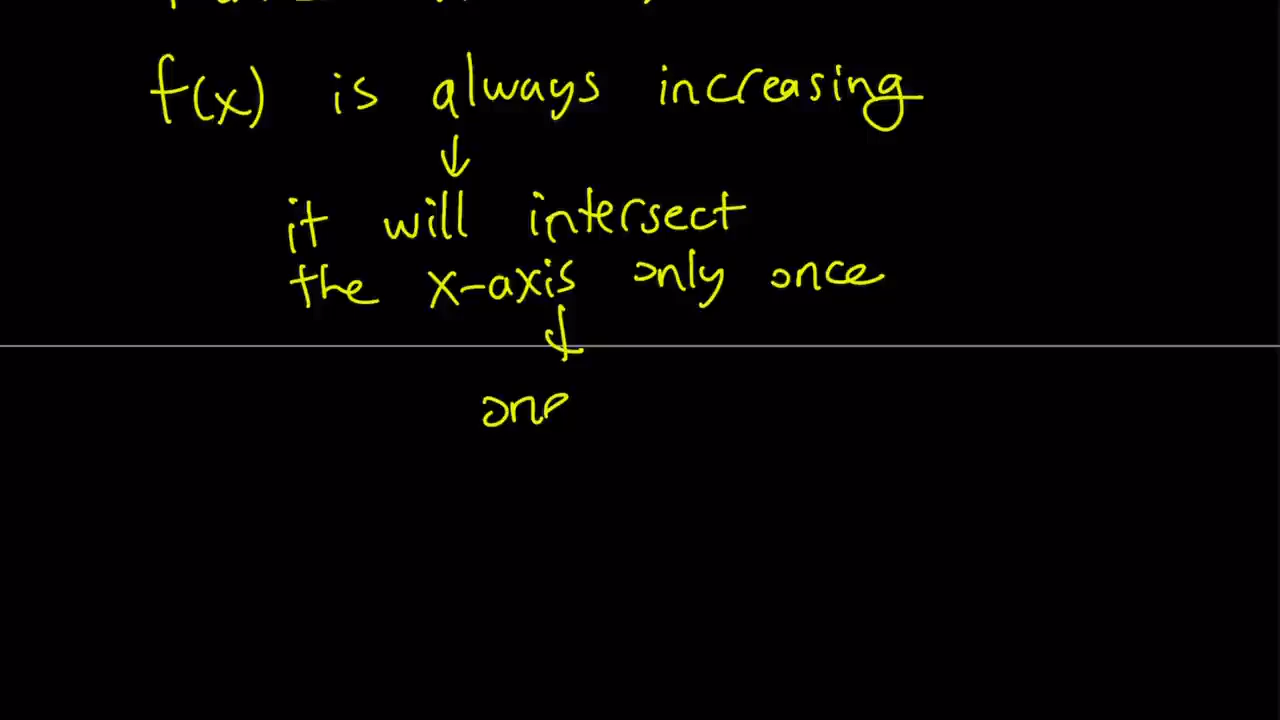 f(x) is always increasing
↓
it will intersect
the x-axis only once
↓
one